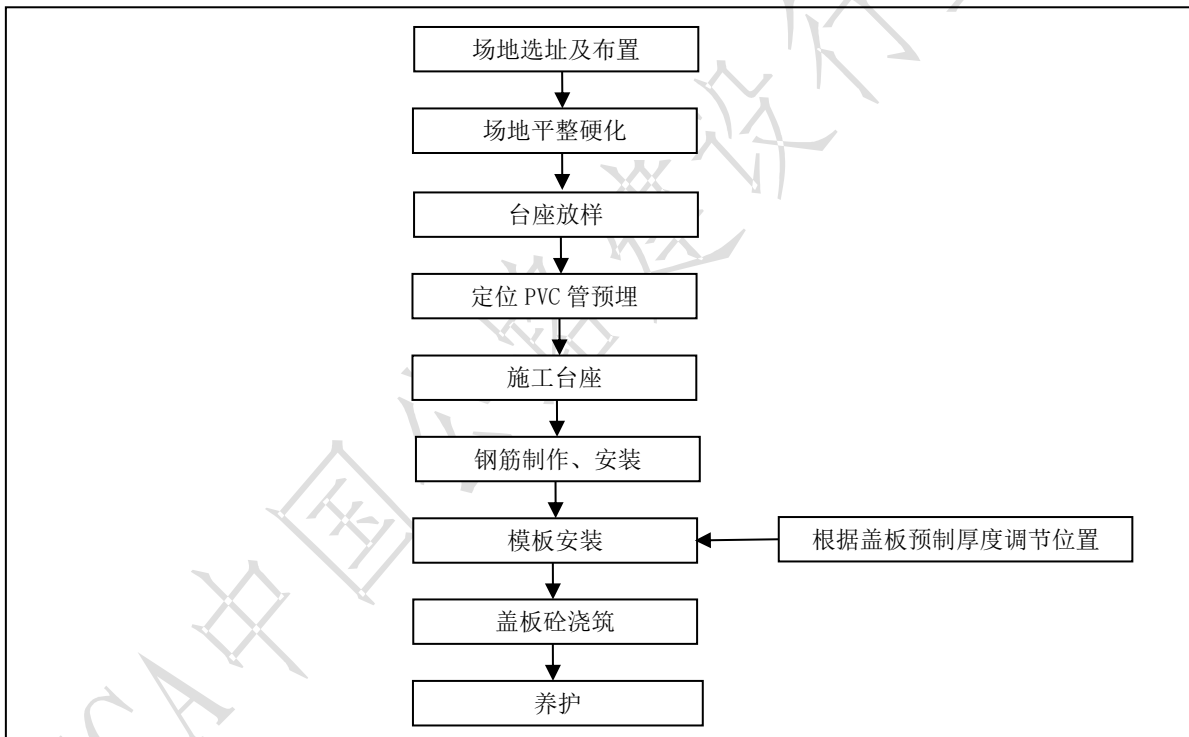 场地选址及布置
场地平整硬化
台座放样
定位 PVC 管预埋
施工台座
钢筋制作、安装
模板安装
根据盖板预制厚度调节位置
盖板砼浇筑
养护